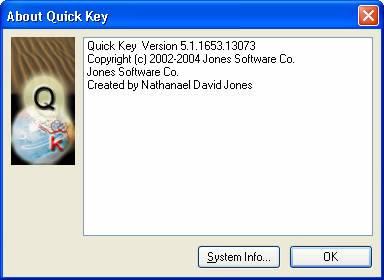 About Quick Key
Quick Key  Version 5.1.1653.13073
Copyright (c) 2002-2004 Jones Software Co.
Jones Software Co.
Created by Nathanael David Jones
Q
k
System Info...
OK